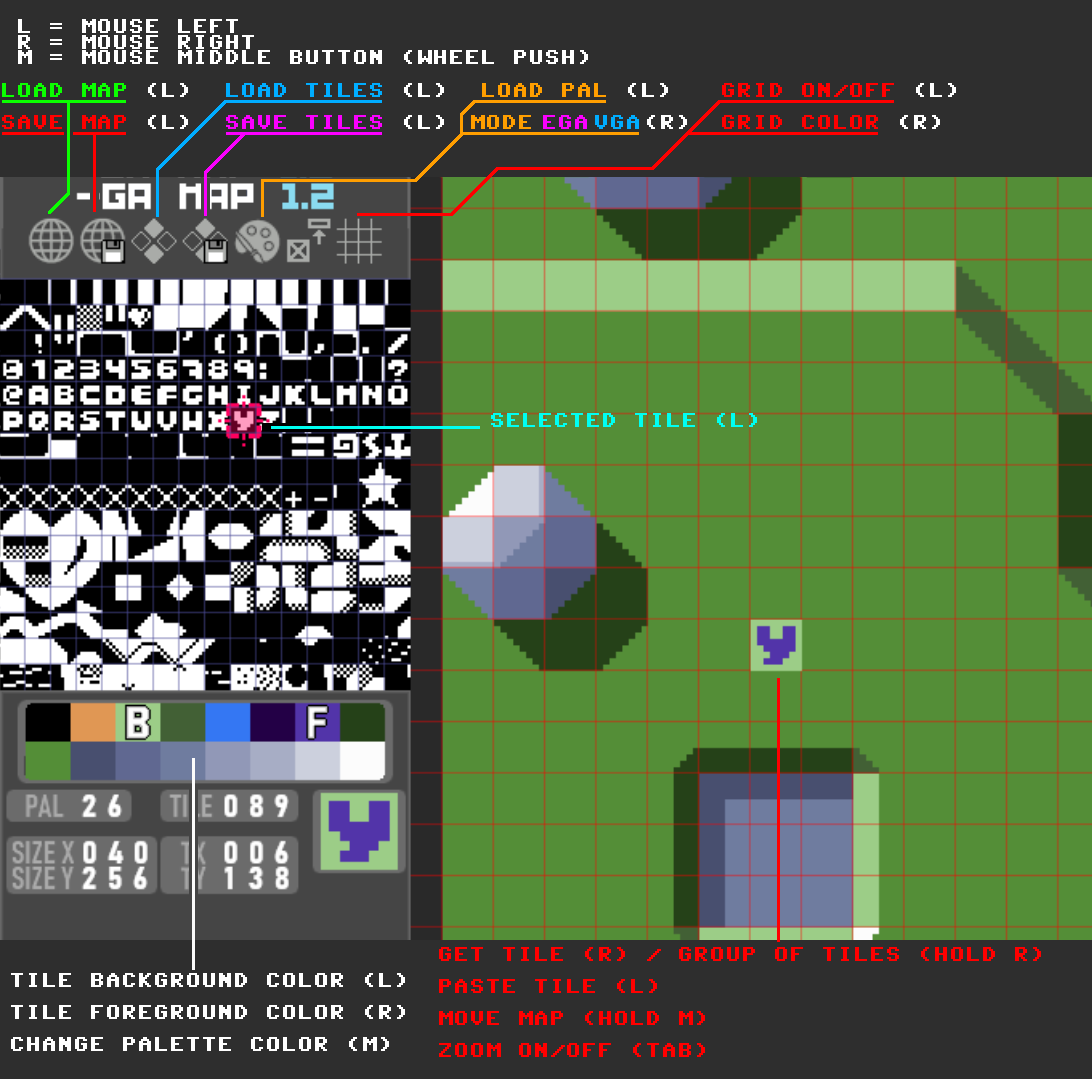 L = MOUSE LEFT
R = MOUSE RIGHT
M = MOUSE MIDDLE BUTTON (WHEEL PUSH)
LOAD MAP (L) LOAD TILES (L) LOAD PAL (L) GRID ON/OFF (L)
SAVE MAP (L) SAVE TILES (L) MODE EGA VGA (R) GRID COLOR (R)
-GA MAP 1.2
! " ' ( ) , . /
@123456789: ?
@ABCDEFGHIJKLMNO
PQRSTUVWX
SELECTED TILE (L)
B F
PAL 26 TILE 089
SIZE X 040 TX 006
SIZE Y 256 TY 138
GET TILE (R) / GROUP OF TILES (HOLD R)
TILE BACKGROUND COLOR (L)
PASTE TILE (L)
TILE FOREGROUND COLOR (R)
MOVE MAP (HOLD M)
CHANGE PALETTE COLOR (M)
ZOOM ON/OFF (TAB)